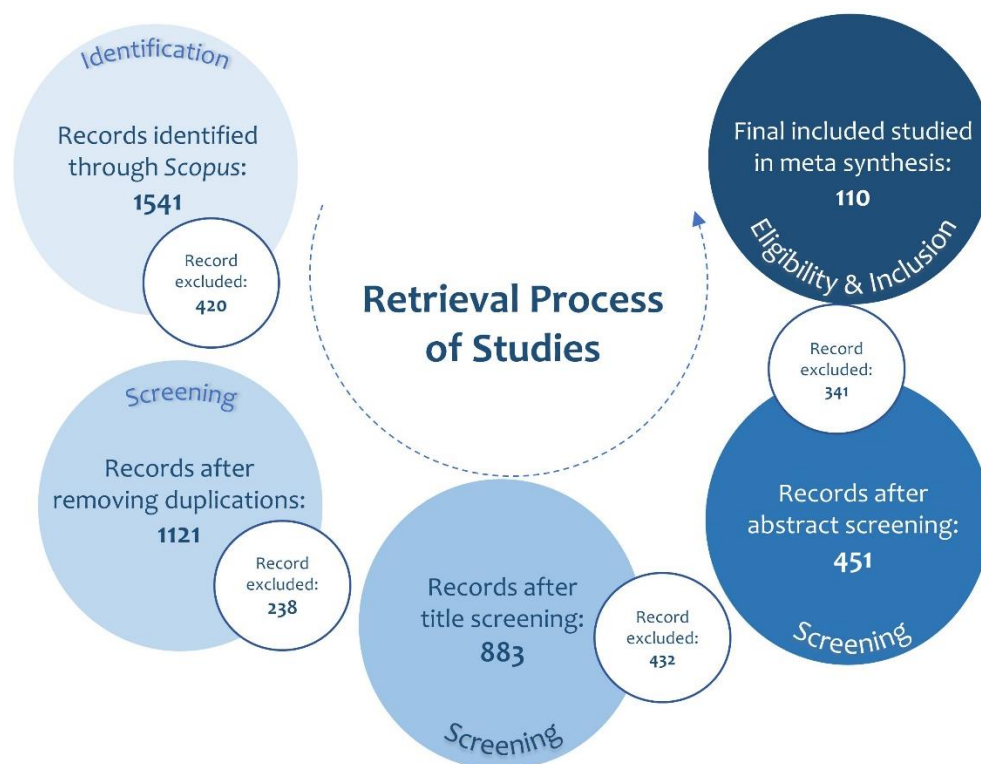 Identification
Records identified
through Scopus:
1541
Record
excluded:
420
Screening
Records after
removing duplications:
1121
Record
excluded:
238
Records after
title screening:
883
Screening
Record
excluded:
432
Records after
abstract screening:
451
Screening
Record
excluded:
341
Final included studied
in meta synthesis:
110
Eligibility & Inclusion
Retrieval Process
of Studies